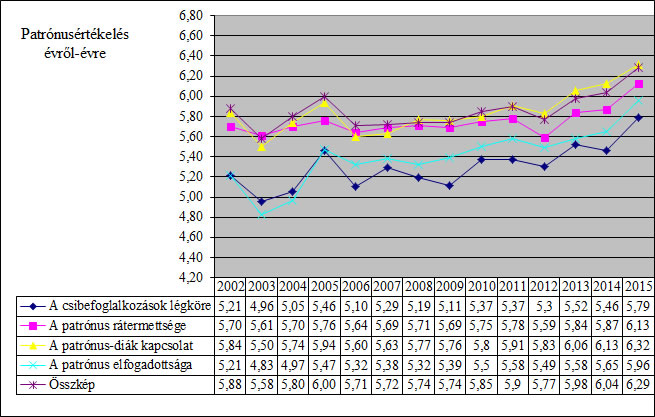 Patrónusértékelés
évről-évre
6,80
6,60
6,40
6,20
6,00
5,80
5,60
5,40
5,20
5,00
4,80
4,60
4,40
4,20
2002 2003 2004 2005 2006 2007 2008 2009 2010 2011 2012 2013 2014 2015
A csibefoglalkozások légköre 5,21 4,96 5,05 5,46 5,10 5,29 5,19 5,11 5,37 5,37 5,3 5,52 5,46 5,79
A patrónus rátermettsége 5,70 5,61 5,70 5,76 5,64 5,69 5,71 5,69 5,75 5,78 5,59 5,84 5,87 6,13
A patrónus-diák kapcsolat 5,84 5,50 5,74 5,94 5,60 5,63 5,77 5,76 5,8 5,91 5,83 6,06 6,13 6,32
A patrónus elfogadottsága 5,21 4,83 4,97 5,47 5,32 5,38 5,32 5,39 5,5 5,58 5,49 5,58 5,65 5,96
Összkép 5,88 5,58 5,80 6,00 5,71 5,72 5,74 5,74 5,85 5,9 5,77 5,98 6,04 6,29